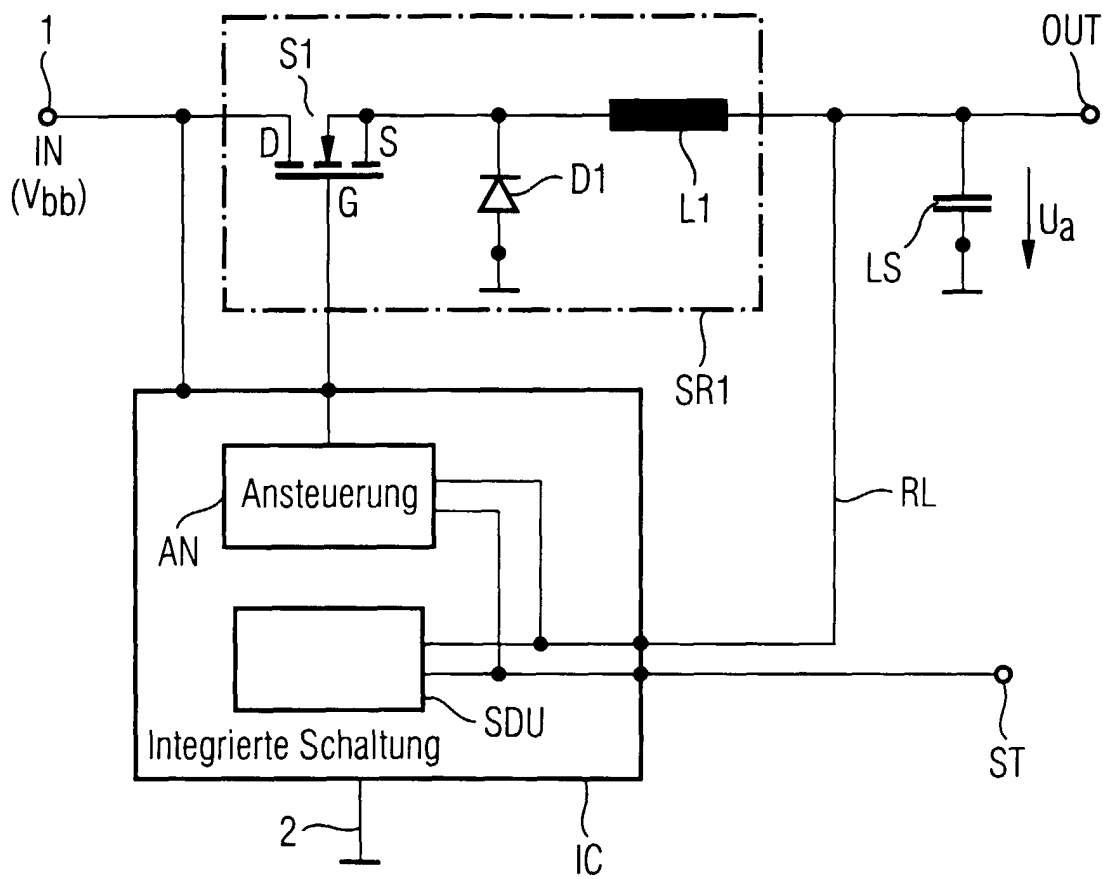 1
S1
OUT
IN
(Vbb)
D
S
G
D1
L1
LS
Ua
SR1
Ansteuerung
AN
RL
SDU
Integrierte Schaltung
ST
2
IC